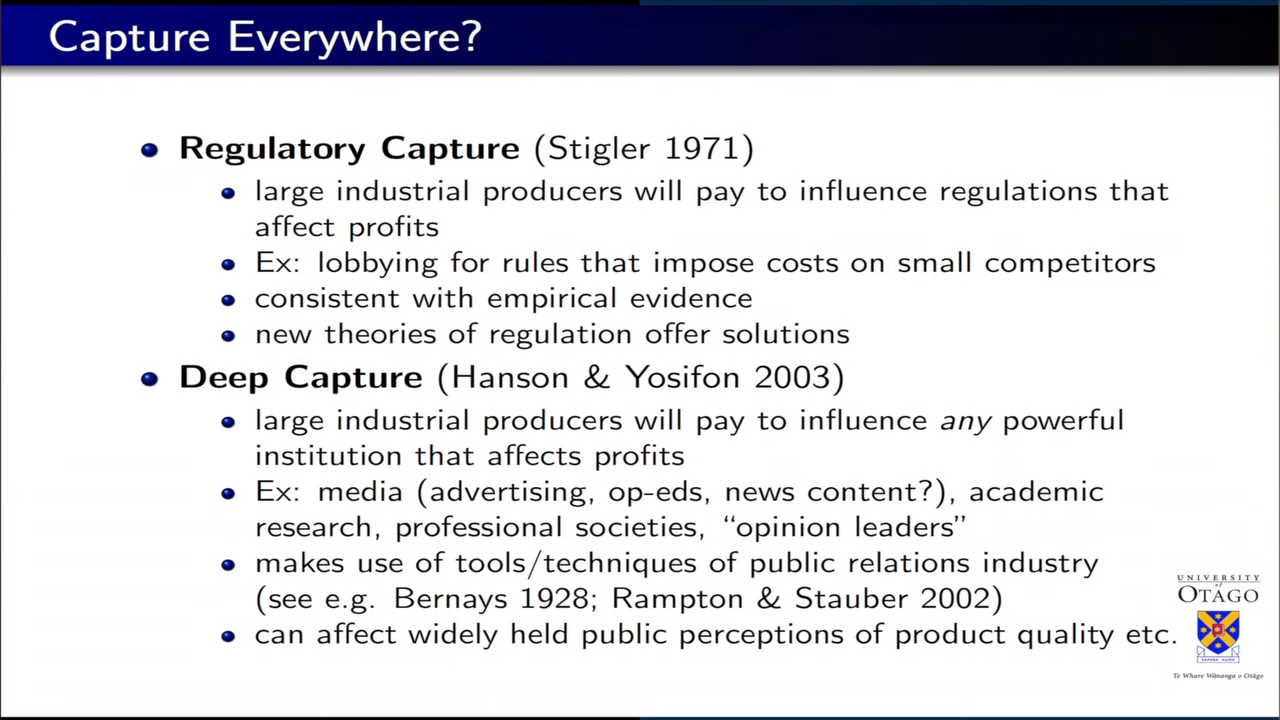 Capture Everywhere?
Regulatory Capture (Stigler 1971)
large industrial producers will pay to influence regulations that
affect profits
Ex: lobbying for rules that impose costs on small competitors
consistent with empirical evidence
new theories of regulation offer solutions
Deep Capture (Hanson & Yosifon 2003)
large industrial producers will pay to influence any powerful
institution that affects profits
Ex: media (advertising, op-eds, news content?), academic
research, professional societies, “opinion leaders”
makes use of tools/techniques of public relations industry
(see e.g. Bernays 1928; Rampton & Stauber 2002)
can affect widely held public perceptions of product quality etc.
UNIVERSITY
of
OTAGO
SAPERE AUDE
Te Whare Wānanga o Otāgo